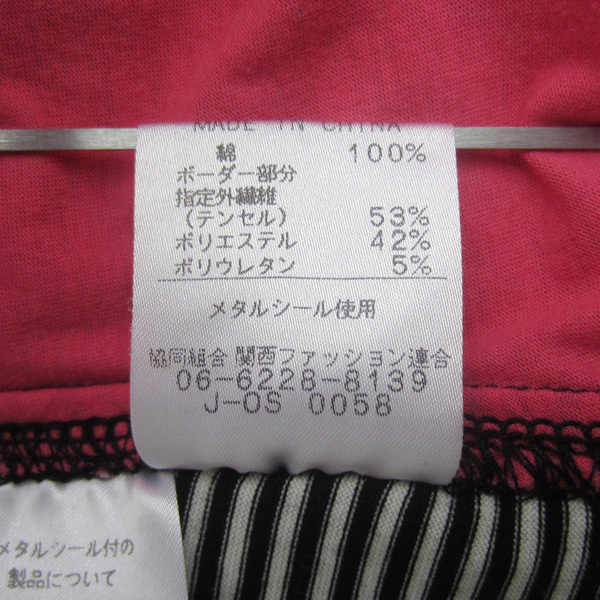 MADE IN CHINA
綿 100%
ボーダー部分
指定外繊維
(テンセル) 53%
ポリエステル 42%
ポリウレタン 5%
メタルシール使用
協同組合 関西ファッション連合
06-6228-8139
J-OS 0058
メタルシール付の
製品について